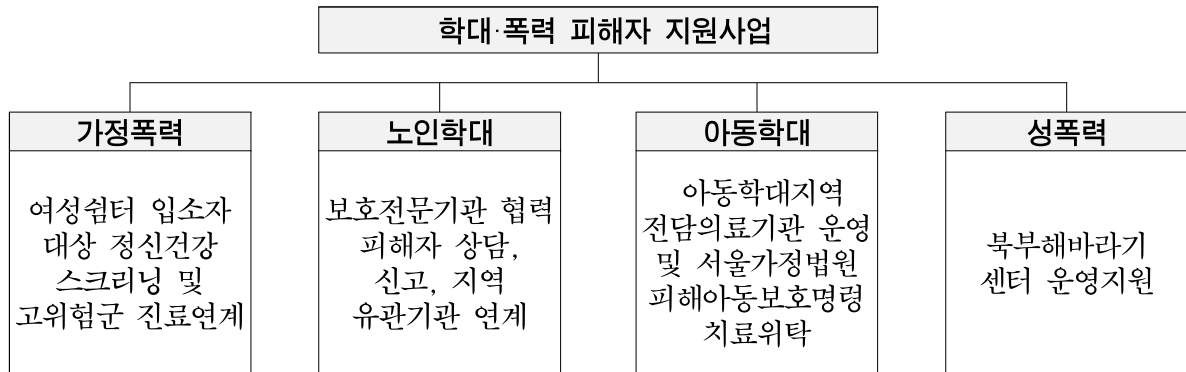 학대·폭력 피해자 지원사업
가정폭력
여성쉼터 입소자
대상 정신건강
스크리닝 및
고위험군 진료연계
노인학대
보호전문기관 협력
피해자 상담,
신고, 지역
유관기관 연계
아동학대
아동학대지역
전담의료기관 운영
및 서울가정법원
피해아동보호명령
치료위탁
성폭력
북부해바라기
센터 운영지원